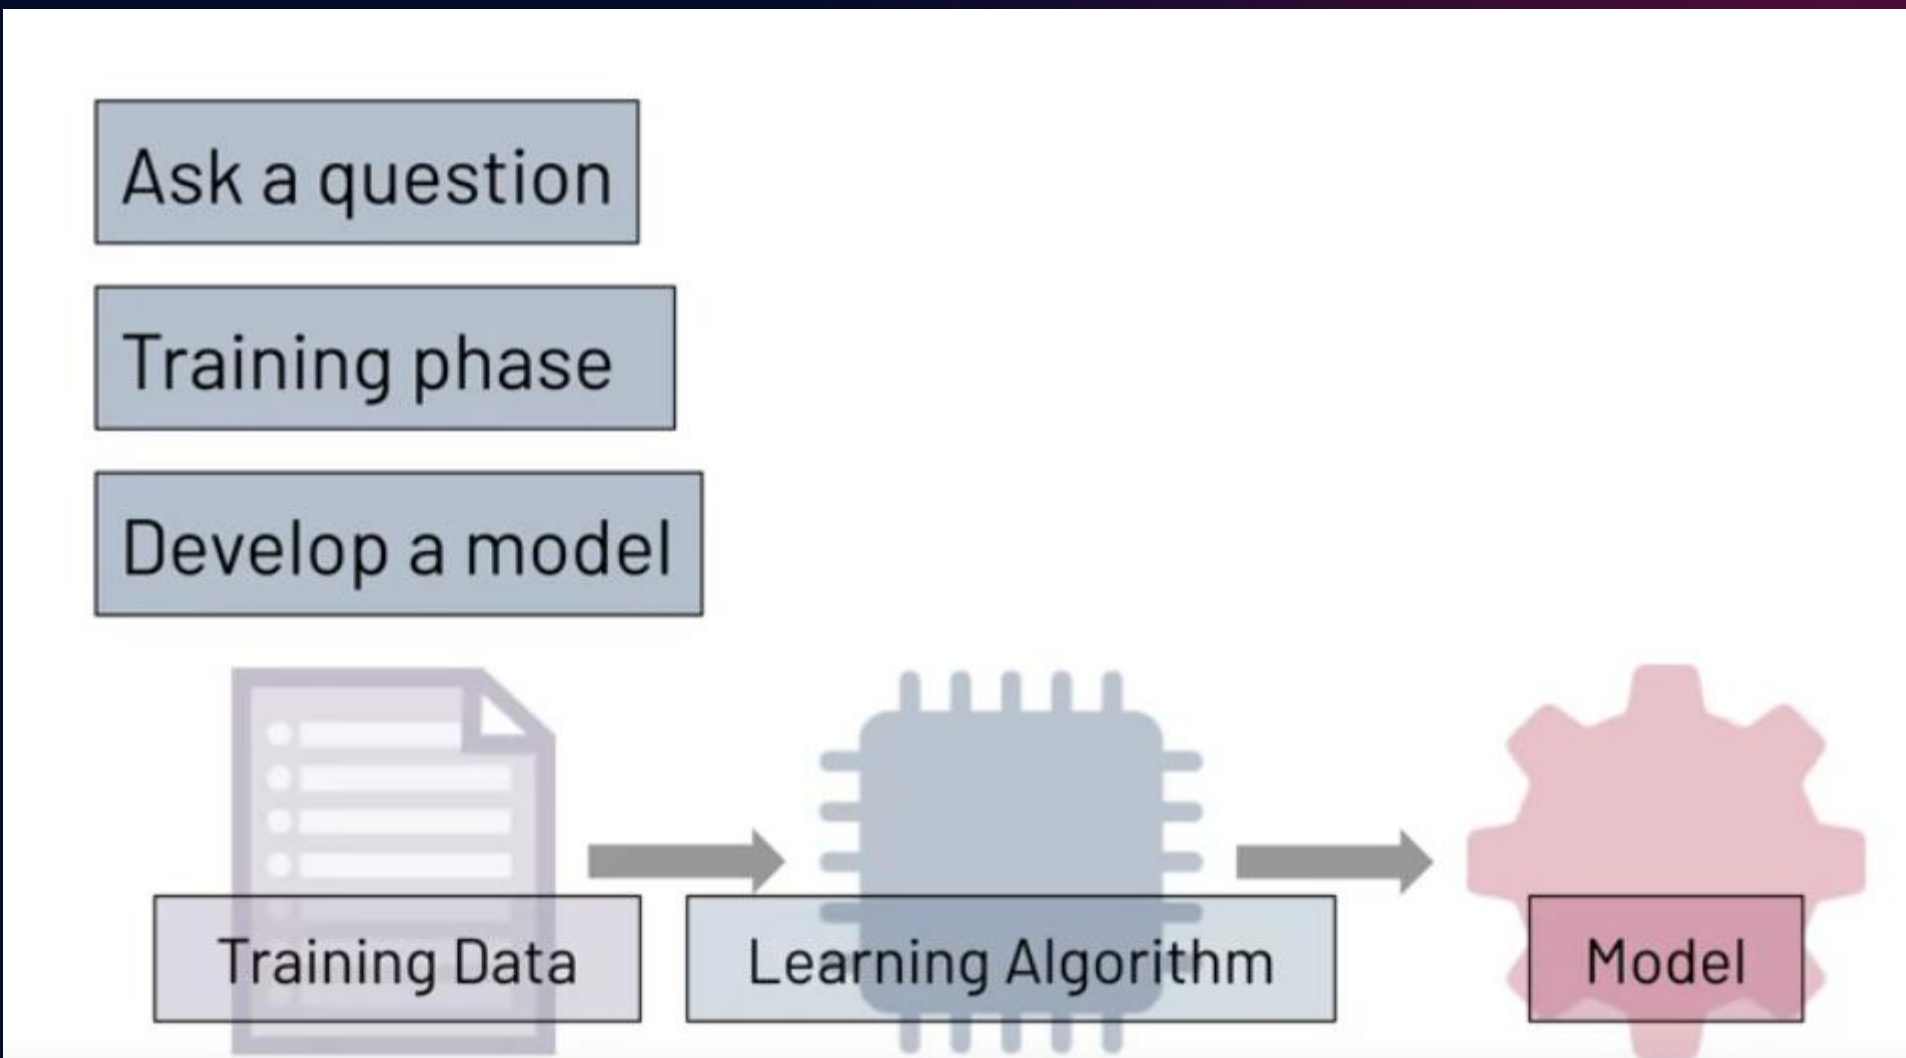 Ask a question
Training phase
Develop a model
Training Data
Learning Algorithm
Model